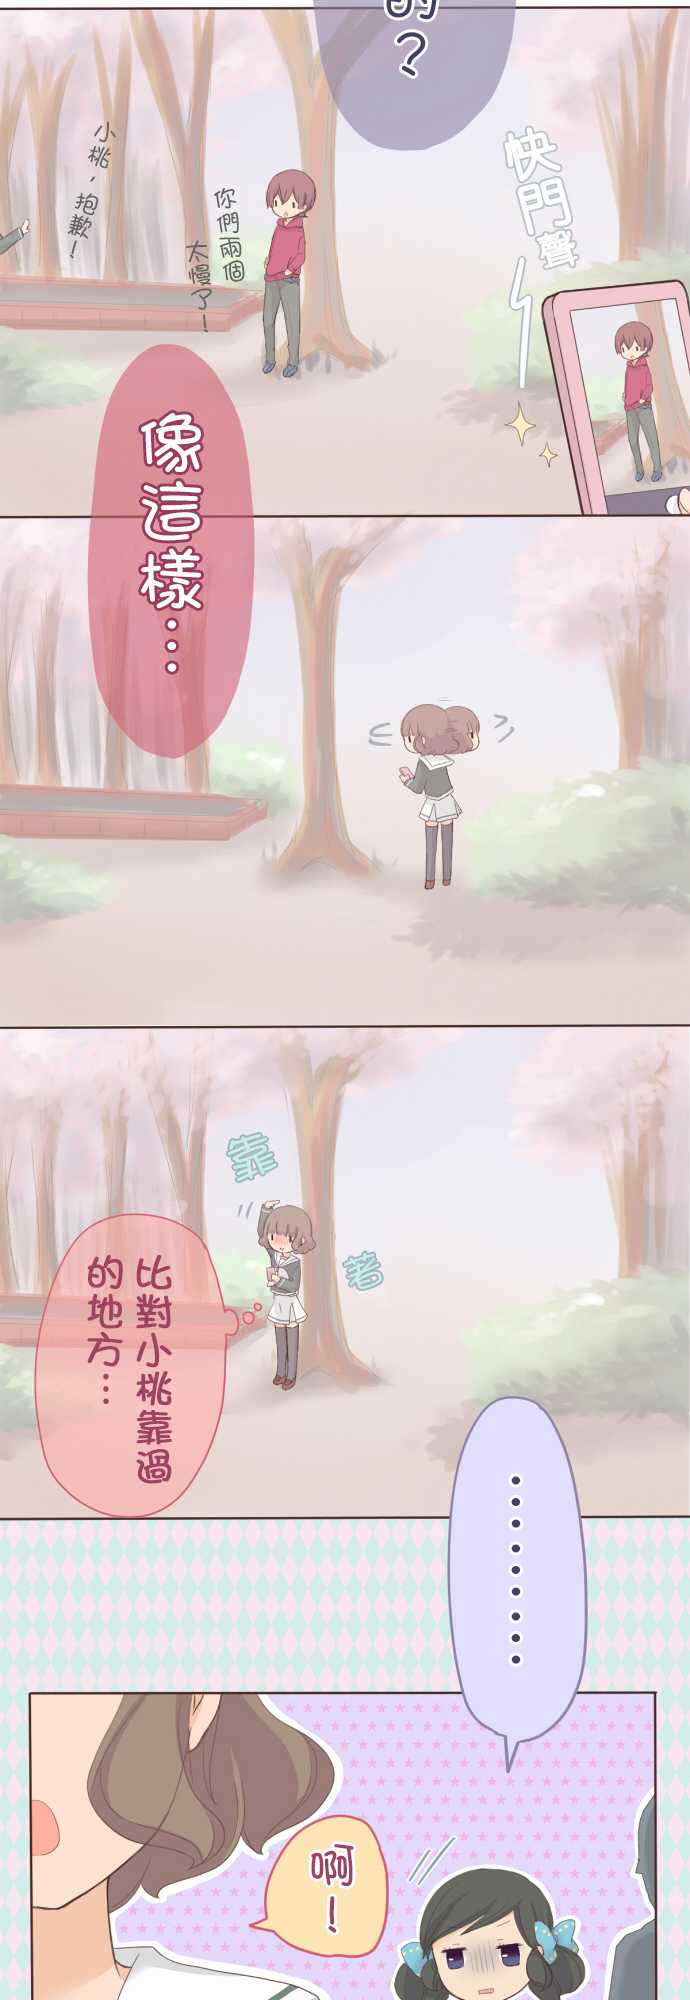 的？
快門聲
你們兩個
太慢了！
小桃，抱歉！
像這樣…
靠
著
比對小桃靠過
的地方…
………
啊！